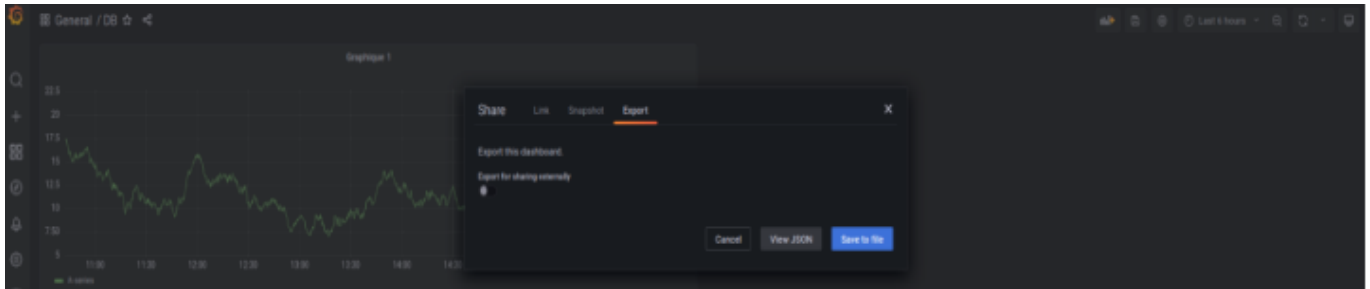 General / DB
Last 6 hours
Graphique 1
22.5
20
17.5
15
12.5
10
7.50
5
11:00 11:30 12:00 12:30 13:00 13:30 14:00 14:30
A-series
Share Link Snapshot Export X
Export this dashboard.
Export for sharing externally
Cancel View JSON Save to file